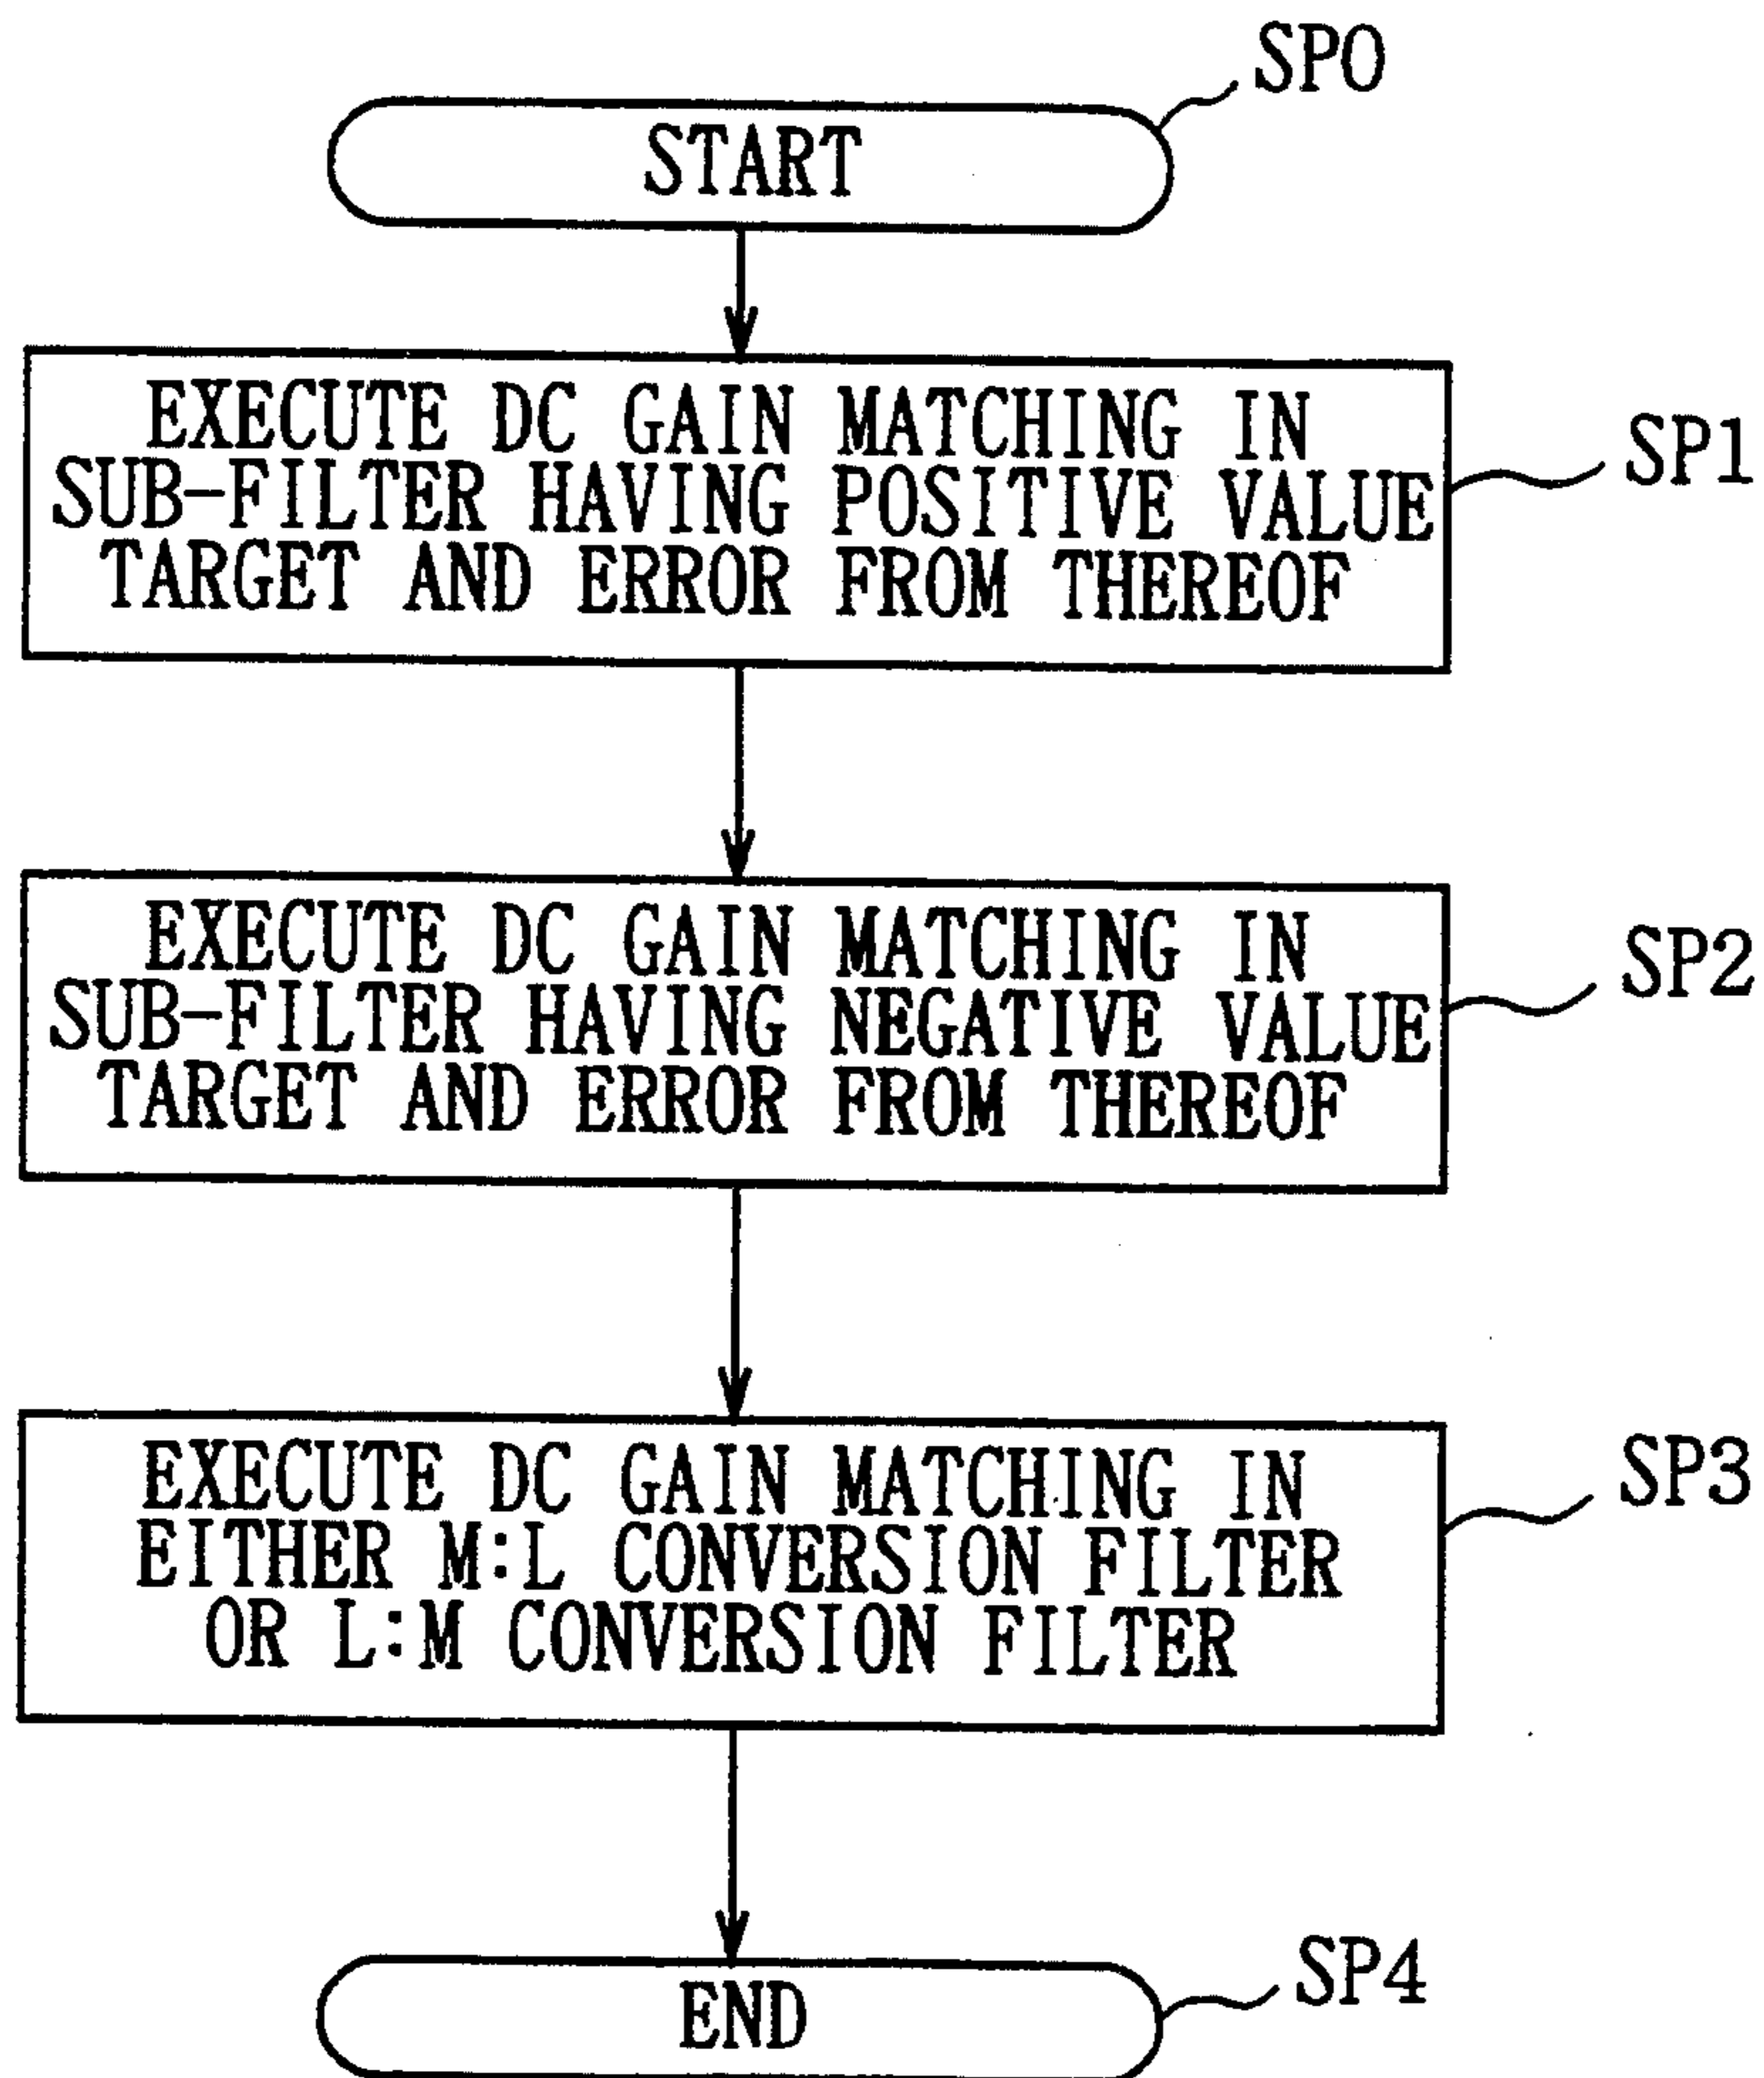 SP0
START
EXECUTE DC GAIN MATCHING IN
SUB-FILTER HAVING POSITIVE VALUE
TARGET AND ERROR FROM THEREOF
SP1
EXECUTE DC GAIN MATCHING IN
SUB-FILTER HAVING NEGATIVE VALUE
TARGET AND ERROR FROM THEREOF
SP2
EXECUTE DC GAIN MATCHING IN
EITHER M:L CONVERSION FILTER
OR L:M CONVERSION FILTER
SP3
END
SP4